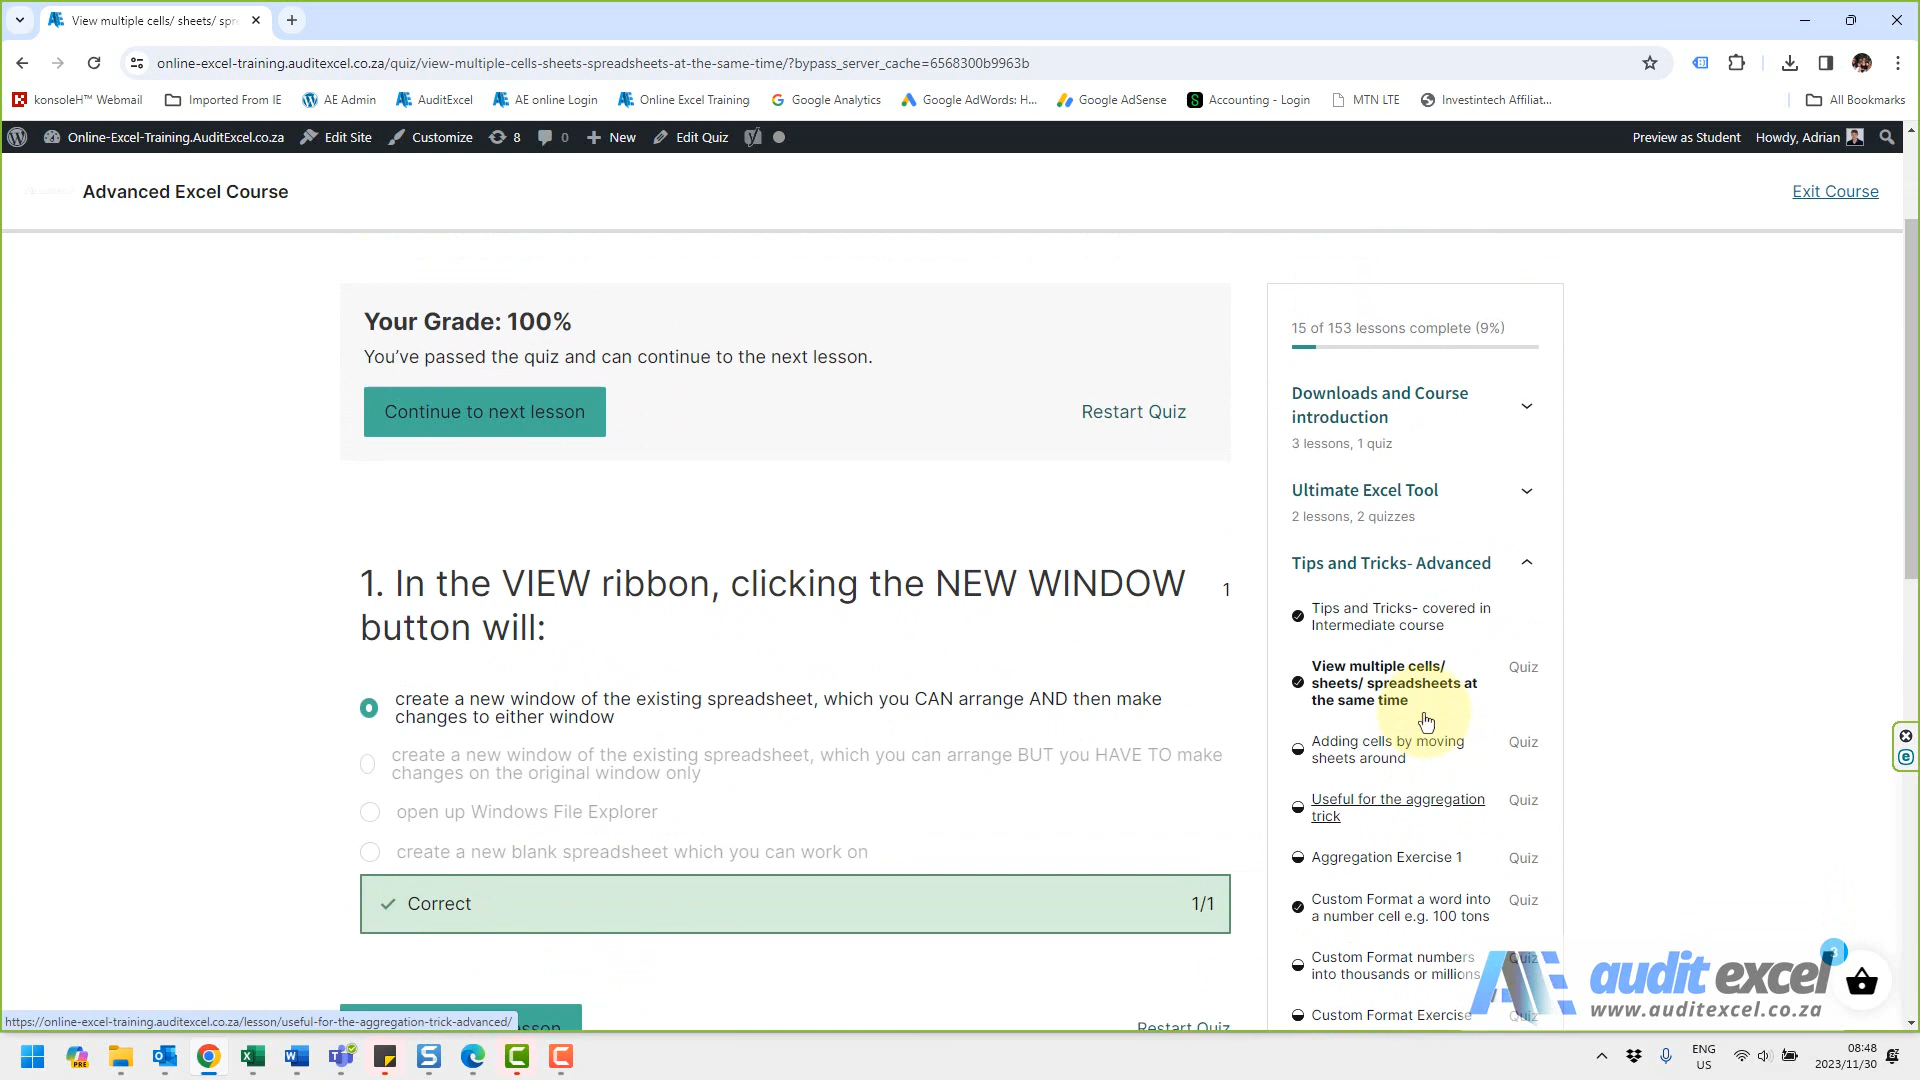 View multiple cells/ sheets/ spr
online-excel-training.auditexcel.co.za/quiz/view-multiple-cells-sheets-spreadsheets-at-the-same-time/?bypass_server_cache=6568300b9963b
konsoleH™ Webmail Imported From IE AE Admin AuditExcel AE online Login Online Excel Training Google Analytics Google AdWords: H... Google AdSense Accounting - Login MTN LTE Investintech Affiliat... All Bookmarks
Online-Excel-Training.AuditExcel.co.za Edit Site Customize 8 0 New Edit Quiz Preview as Student Howdy, Adrian
Advanced Excel Course
Exit Course
Your Grade: 100%
You've passed the quiz and can continue to the next lesson.
Continue to next lesson
Restart Quiz
1. In the VIEW ribbon, clicking the NEW WINDOW
button will:
1
create a new window of the existing spreadsheet, which you CAN arrange AND then make
changes to either window
create a new window of the existing spreadsheet, which you can arrange BUT you HAVE TO make
changes on the original window only
open up Windows File Explorer
create a new blank spreadsheet which you can work on
Correct
1/1
Restart Quiz
15 of 153 lessons complete (9%)
Downloads and Course
introduction
3 lessons, 1 quiz
Ultimate Excel Tool
2 lessons, 2 quizzes
Tips and Tricks- Advanced
Tips and Tricks- covered in
Intermediate course
View multiple cells/
sheets/ spreadsheets at
the same time
Quiz
Adding cells by moving
sheets around
Quiz
Useful for the aggregation
trick
Quiz
Aggregation Exercise 1
Quiz
Custom Format a word into
a number cell e.g. 100 tons
Quiz
Custom Format numbers
into thousands or millions
Quiz
Custom Format Exercise
Quiz
3
AE audit excel
www.auditexcel.co.za
https://online-excel-training.auditexcel.co.za/lesson/useful-for-the-aggregation-trick-advanced/
lesson
PRE
ENG
US
08:48
2023/11/30